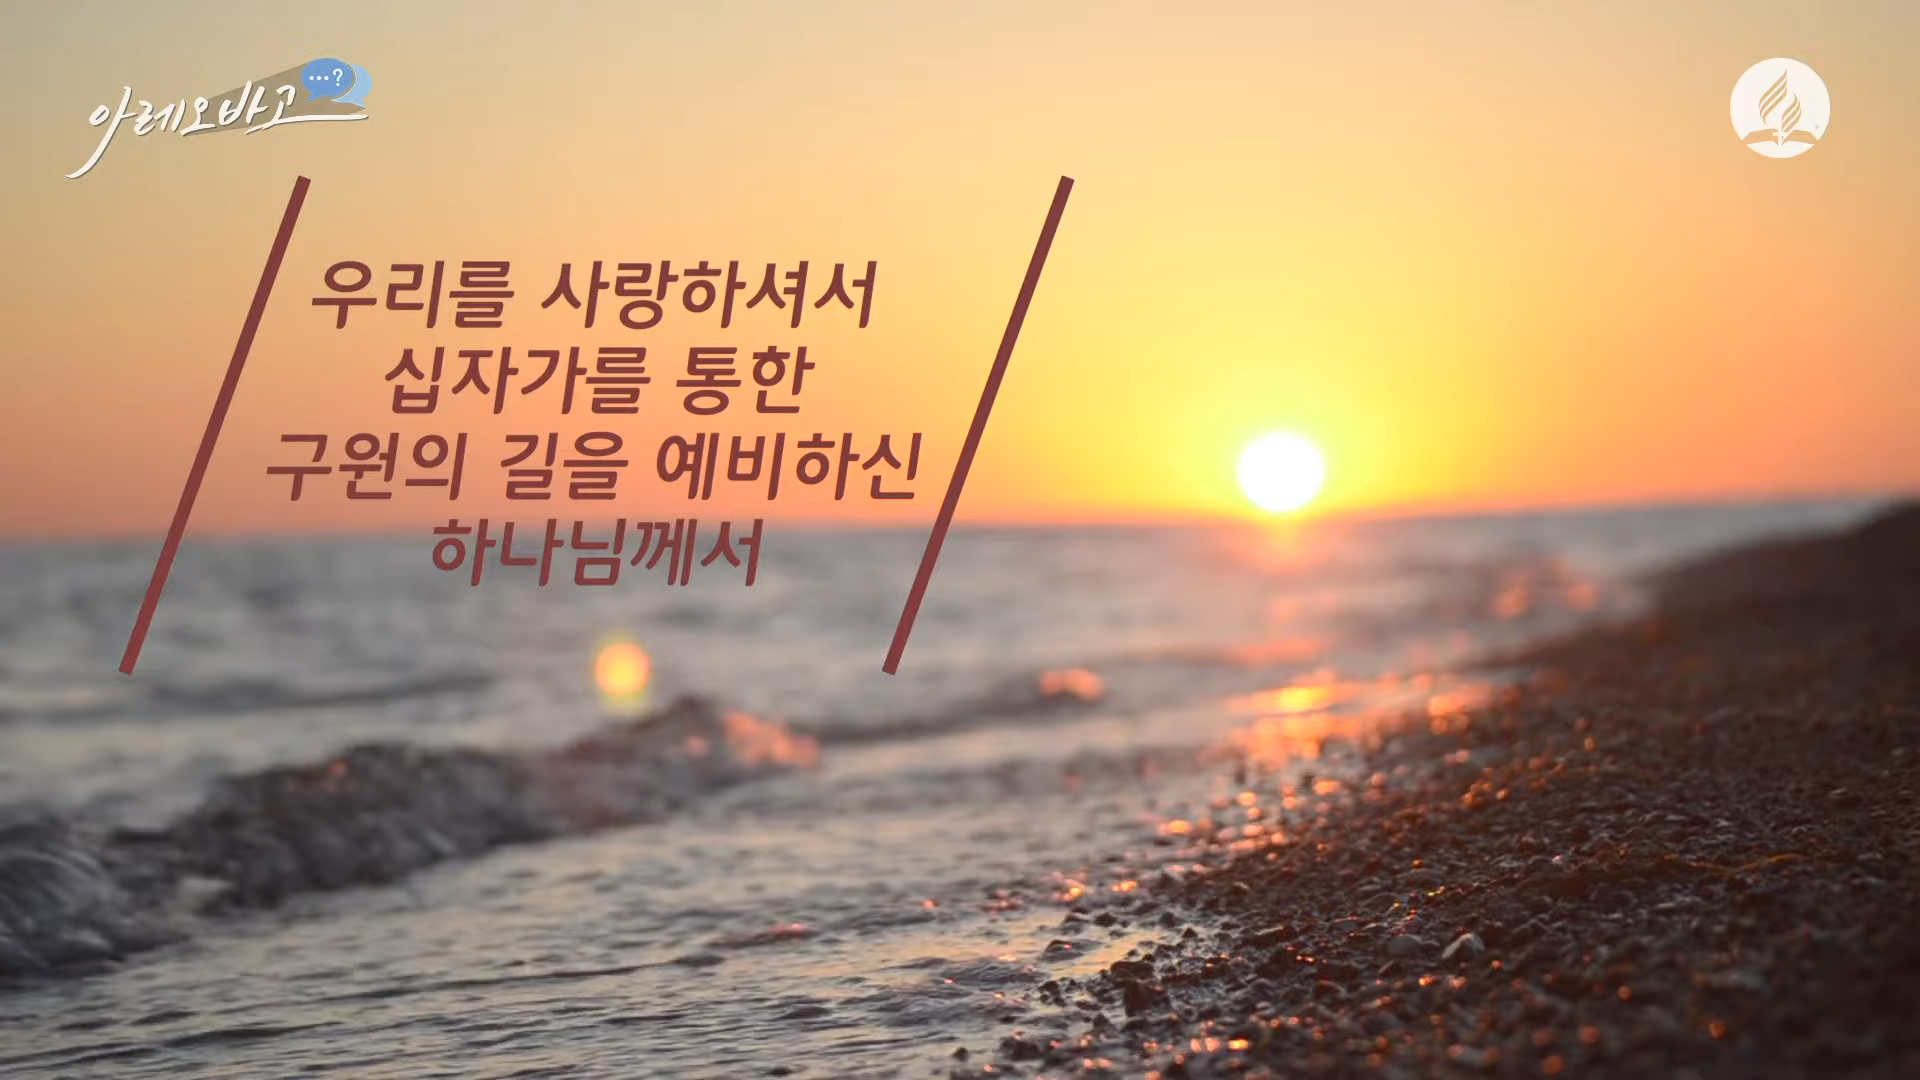 아레오바고
...?
우리를 사랑하셔서
십자가를 통한
구원의 길을 예비하신
하나님께서